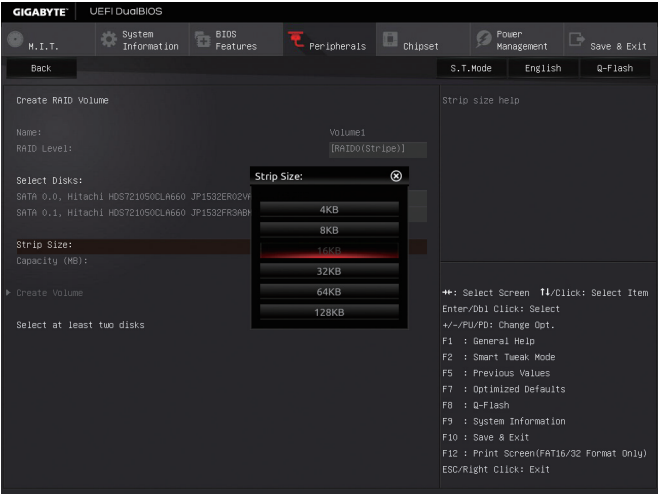 GIGABYTE™ UEFI DualBIOS
M.I.T.
System Information
BIOS Features
Peripherals
Chipset
Power Management
Save & Exit
Back
S.T.Mode English Q-Flash
Create RAID Volume
Name: Volume1
RAID Level: [RAID0(Stripe)]
Select Disks:
SATA 0.0, Hitachi HDS721050CLA660
SATA 0.1, Hitachi HDS721050CLA660
Strip Size:
Capacity (MB):
Create Volume
Select at least two disks
Strip Size:
4KB
8KB
16KB
32KB
64KB
128KB
Strip size help
: Select Screen ↑↓/Click: Select Item
Enter/Dbl Click: Select
+/-/PU/PD: Change Opt.
F1 : General Help
F2 : Smart Tweak Mode
F5 : Previous Values
F7 : Optimized Defaults
F8 : Q-Flash
F9 : System Information
F10 : Save & Exit
F12 : Print Screen(FAT16/32 Format Only)
ESC/Right Click: Exit